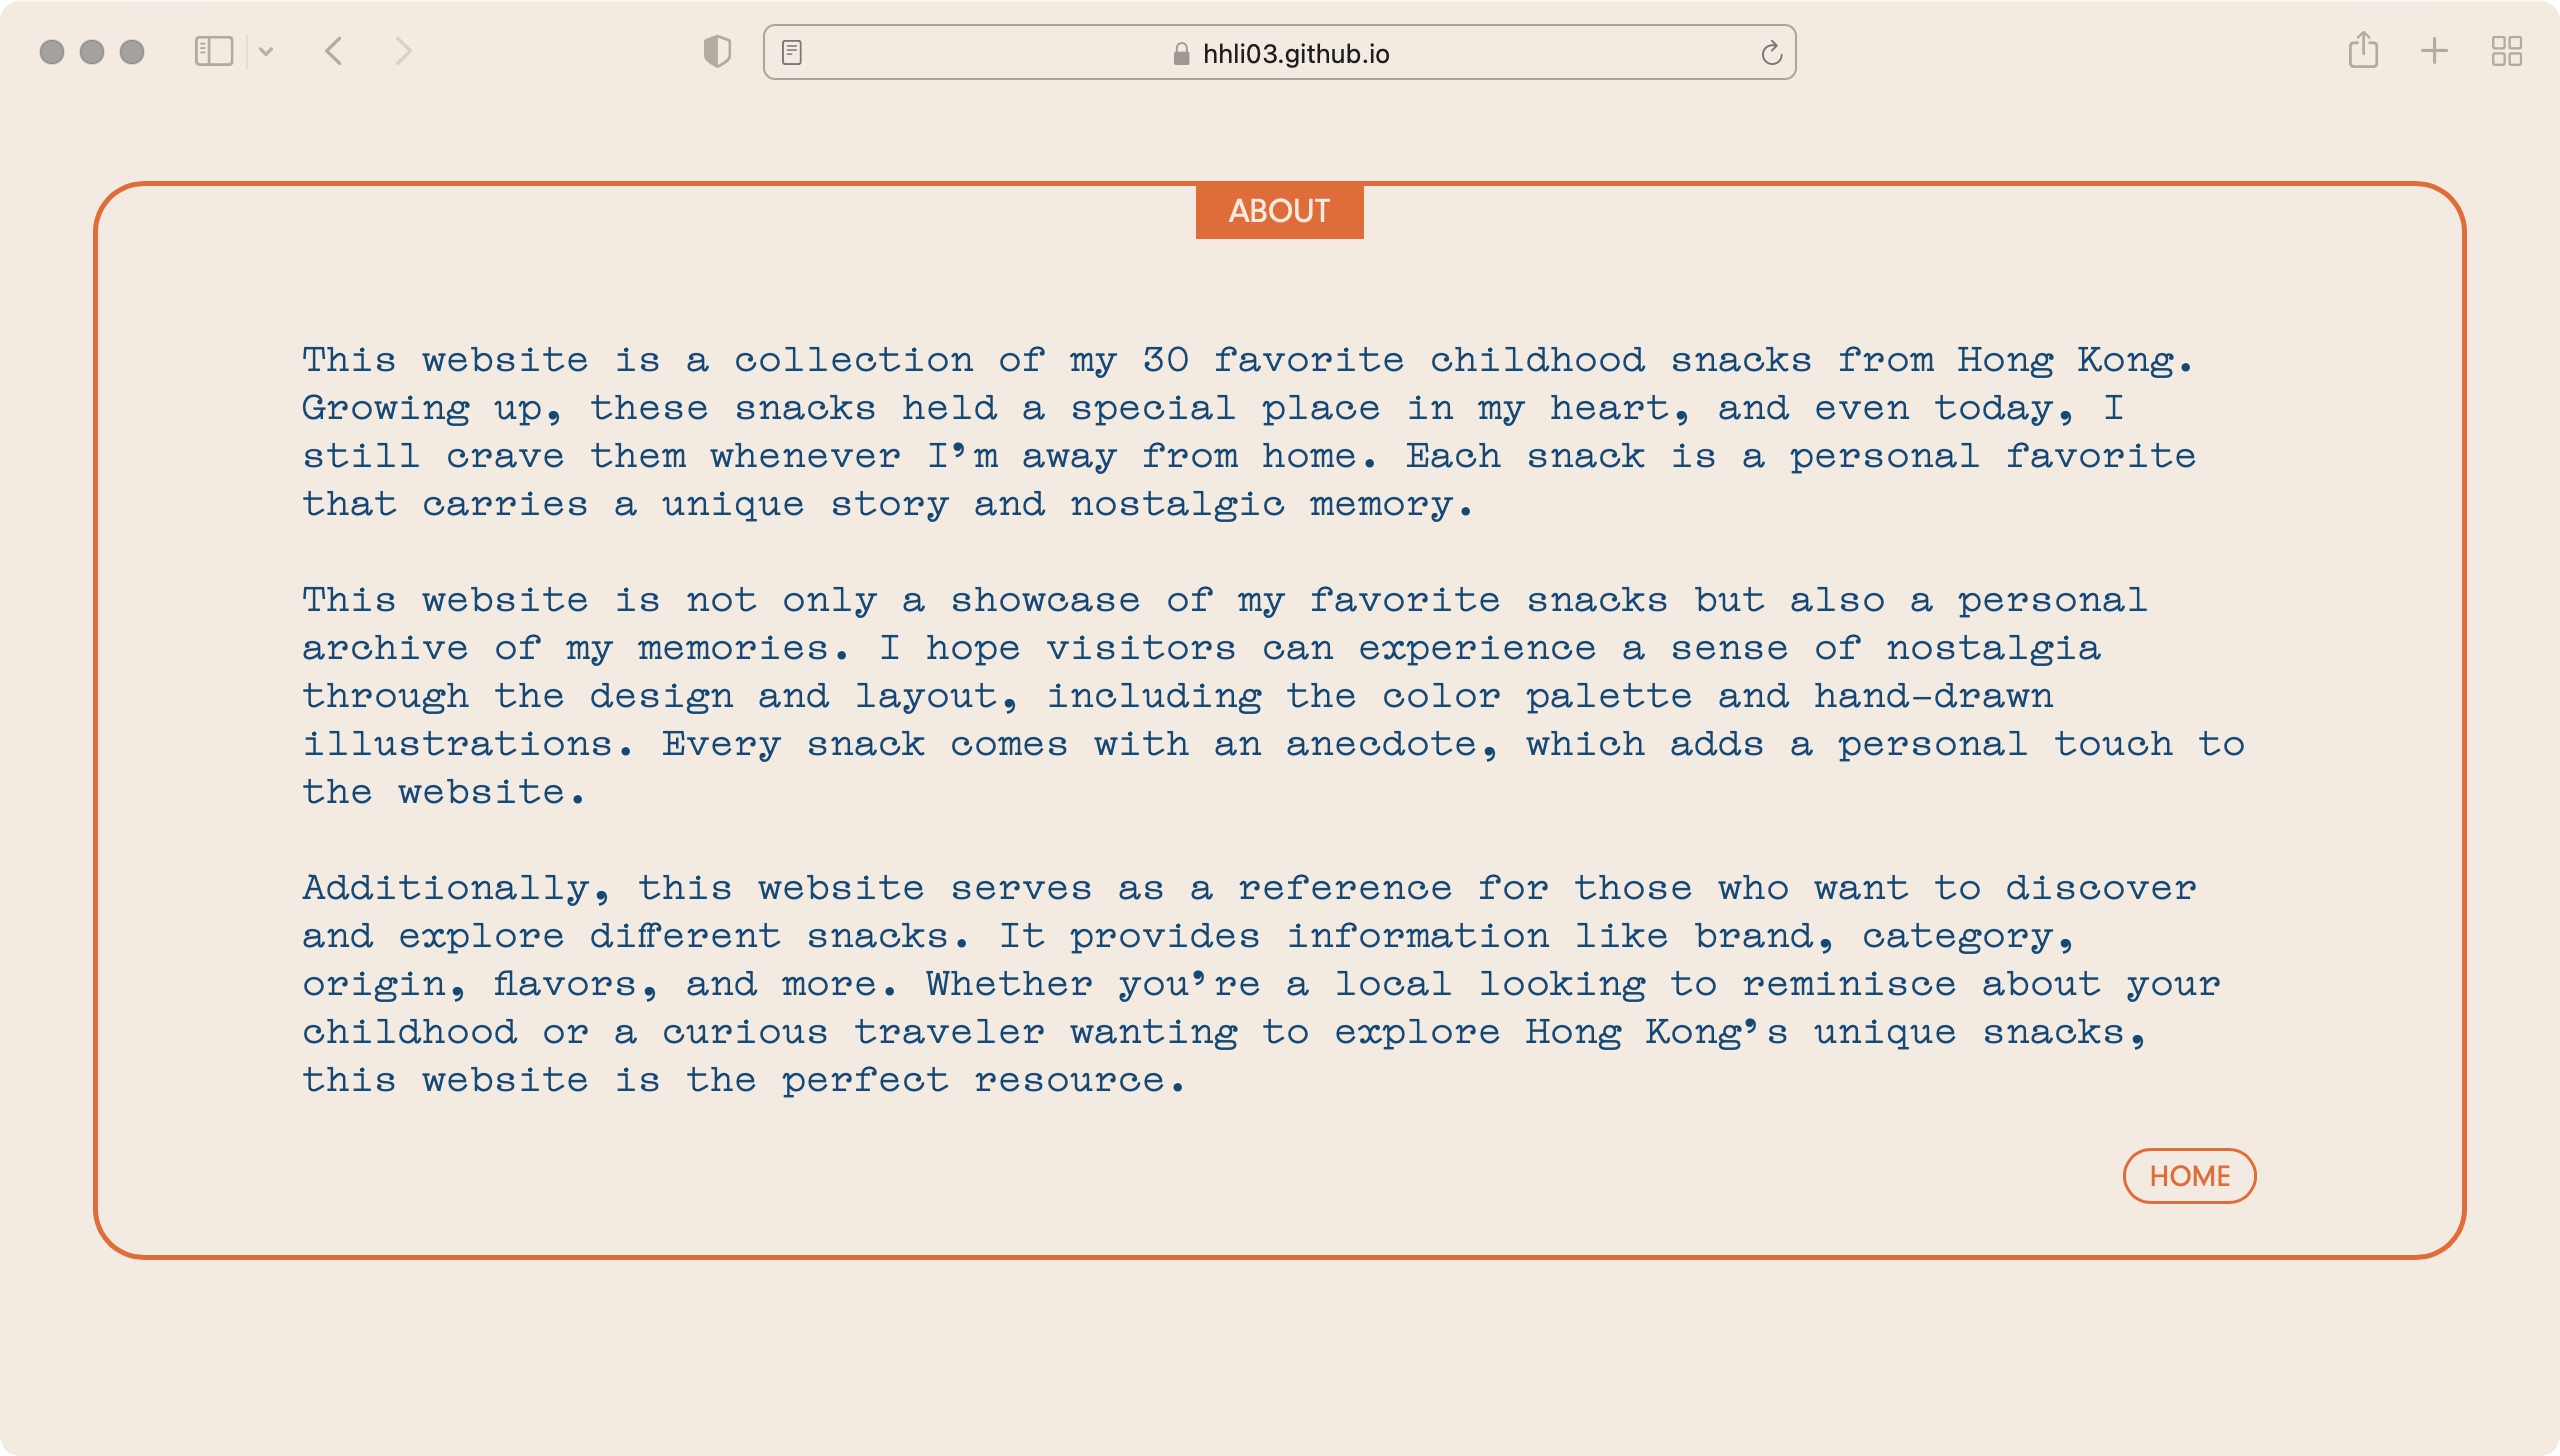 hhli03.github.io
ABOUT
This website is a collection of my 30 favorite childhood snacks from Hong Kong.
Growing up, these snacks held a special place in my heart, and even today, I
still crave them whenever I’m away from home. Each snack is a personal favorite
that carries a unique story and nostalgic memory.
This website is not only a showcase of my favorite snacks but also a personal
archive of my memories. I hope visitors can experience a sense of nostalgia
through the design and layout, including the color palette and hand-drawn
illustrations. Every snack comes with an anecdote, which adds a personal touch to
the website.
Additionally, this website serves as a reference for those who want to discover
and explore different snacks. It provides information like brand, category,
origin, flavors, and more. Whether you’re a local looking to reminisce about your
childhood or a curious traveler wanting to explore Hong Kong’s unique snacks,
this website is the perfect resource.
HOME